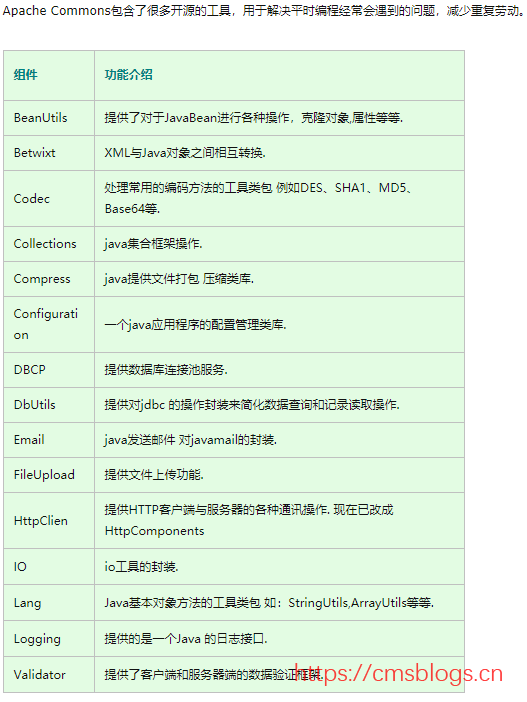 Apache Commons包含了很多开源的工具，用于解决平时编程经常会遇到的问题，减少重复劳动。
组件 功能介绍
BeanUtils 提供了对于JavaBean进行各种操作，克隆对象,属性等等.
Betwixt XML与Java对象之间相互转换.
Codec 处理常用的编码方法的工具类包 例如DES、SHA1、MD5、
Base64等.
Collections java集合框架操作.
Compress java提供文件打包 压缩类库.
Configurati
on 一个java应用程序的配置管理类库.
DBCP 提供数据库连接池服务.
DbUtils 提供对jdbc 的操作封装来简化数据查询和记录读取操作.
Email java发送邮件 对javamail的封装.
FileUpload 提供文件上传功能.
HttpClien 提供HTTP客户端与服务器的各种通讯操作. 现在已改成
HttpComponents
IO io工具的封装.
Lang Java基本对象方法的工具类包 如：StringUtils,ArrayUtils等等.
Logging 提供的是一个Java 的日志接口.
Validator 提供了客户端和服务器端的数据验证框架.
https://cmsblogs.cn